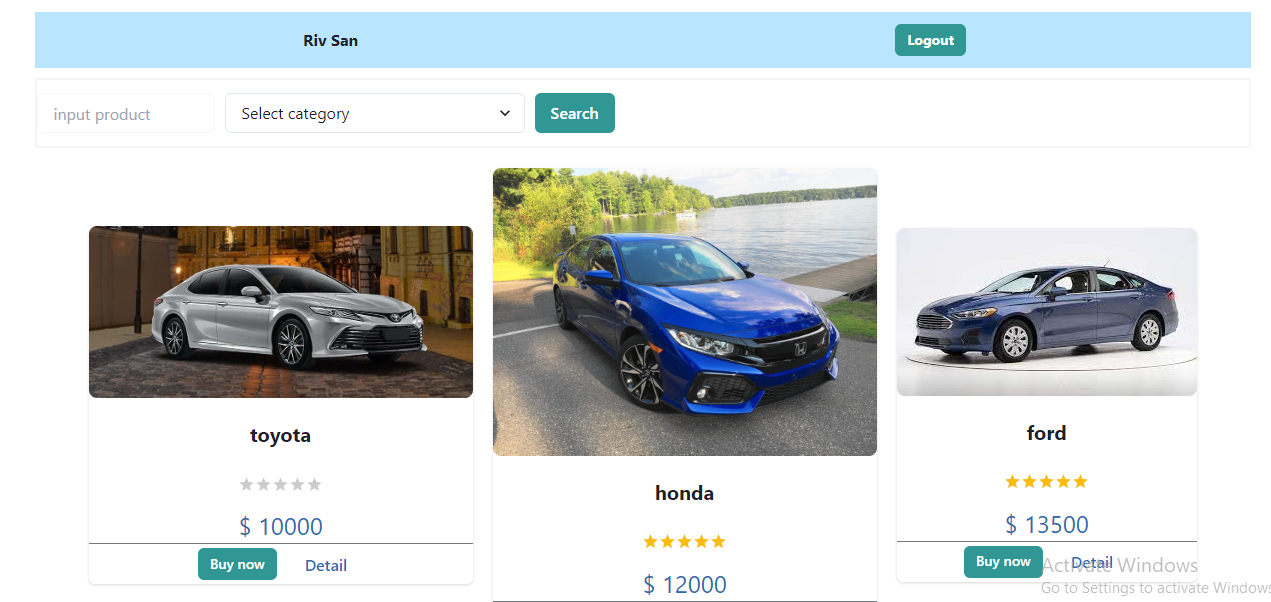 Riv San
Logout
input product
Select category
Search
toyota
$ 10000
Buy now
Detail
honda
$ 12000
ford
$ 13500
Buy now
Detail
Activate Windows
Go to Settings to activate Windows